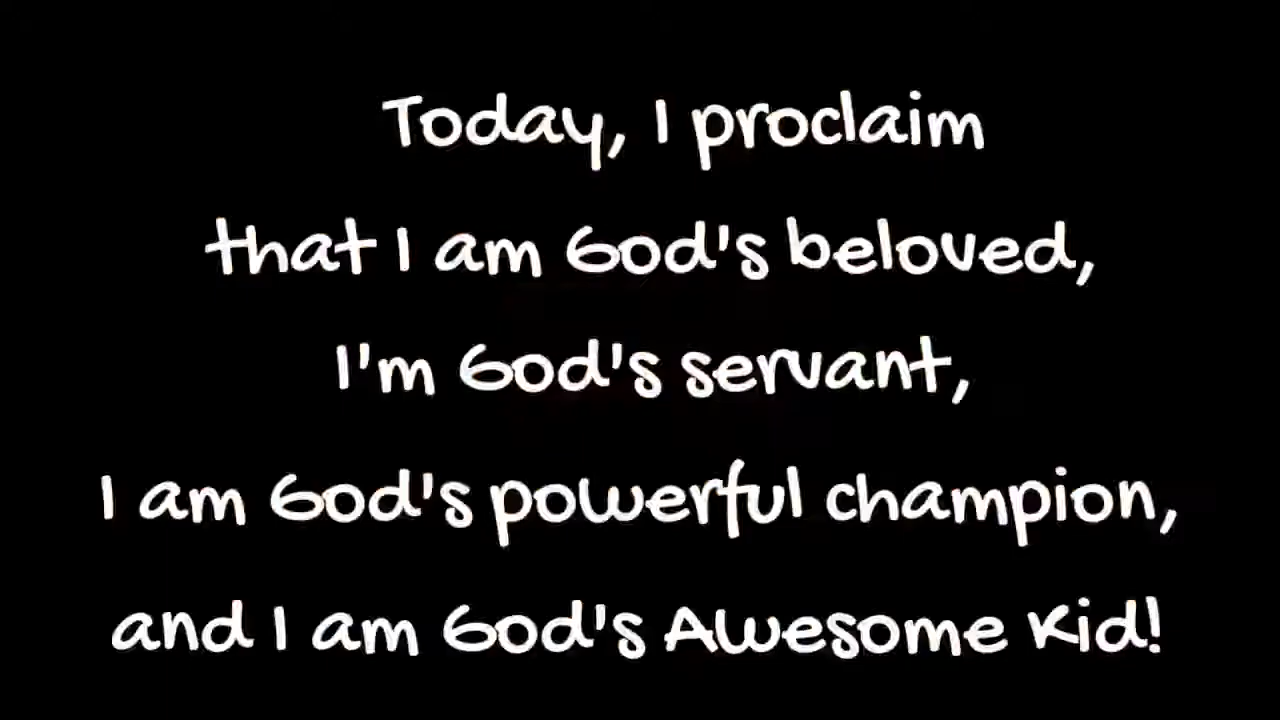 Today, I proclaim
that I am God's beloved,
I'm God's servant,
I am God's powerful champion,
and I am God's Awesome Kid!